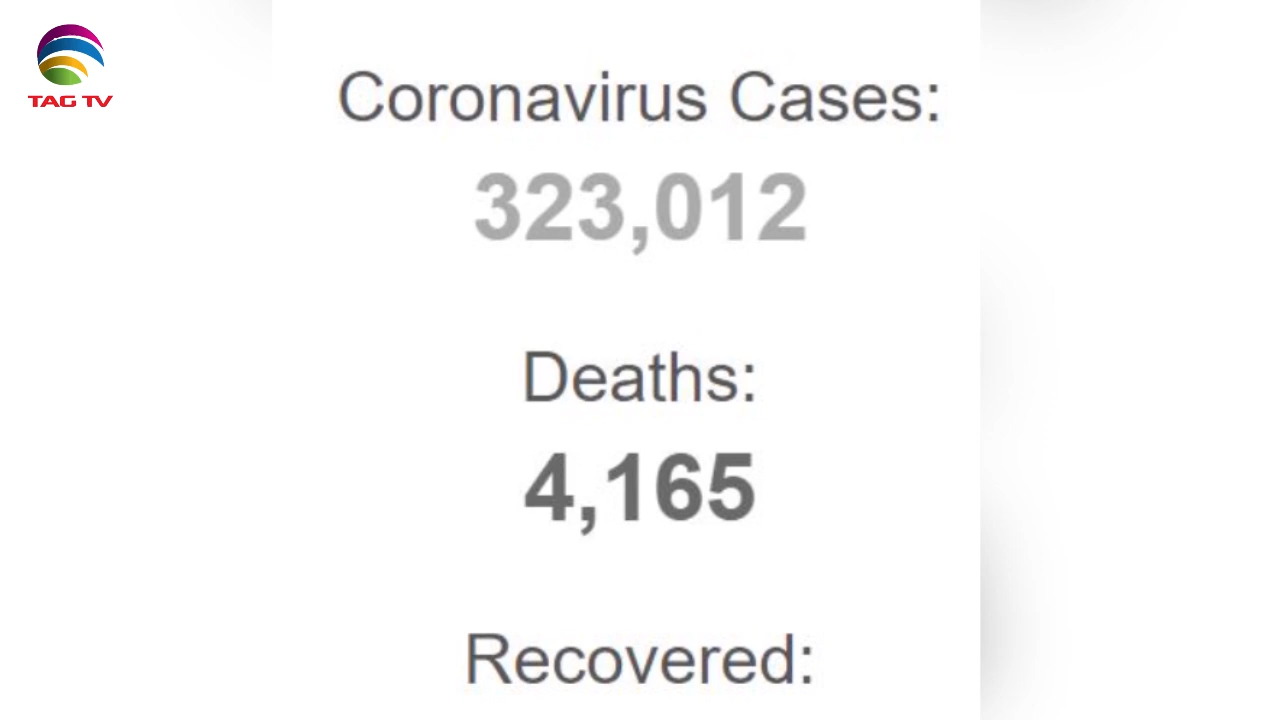 TAG TV
Coronavirus Cases:
323,012
Deaths:
4,165
Recovered: